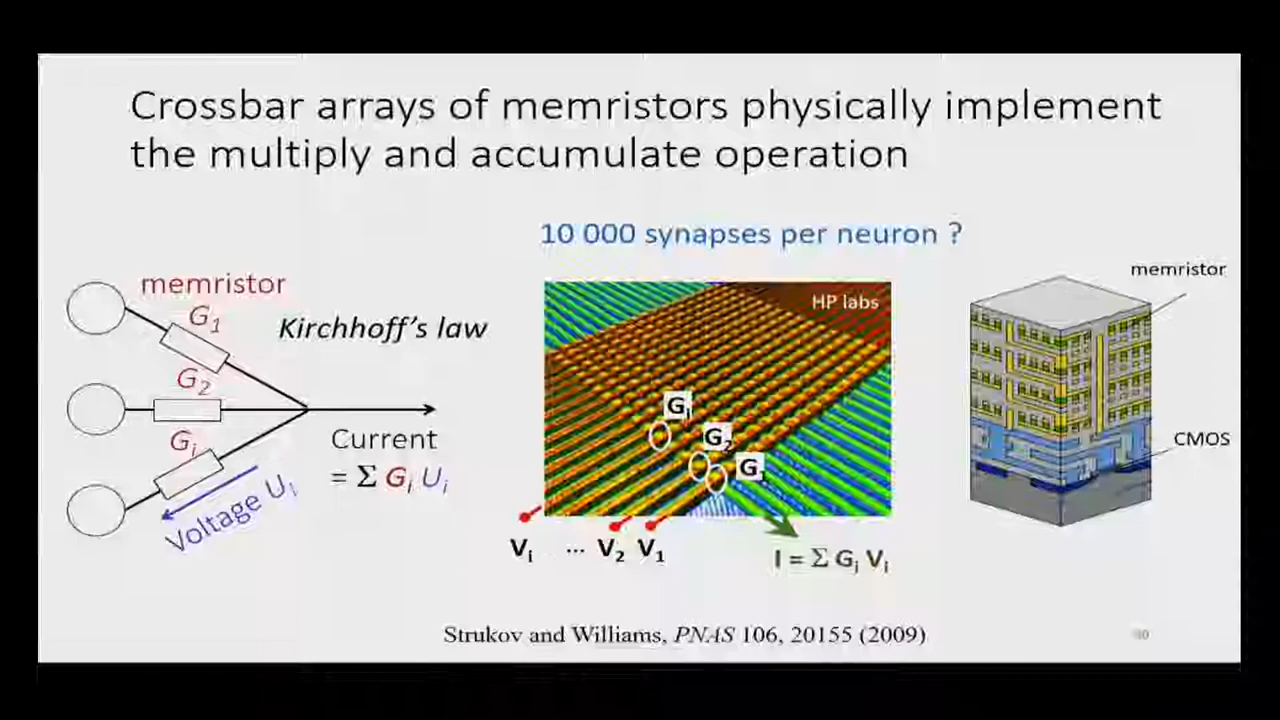 Crossbar arrays of memristors physically implement
the multiply and accumulate operation
10 000 synapses per neuron ?
memristor
G₁
Kirchhoff's law
G₂
Gᵢ
Current
= Σ Gᵢ Uᵢ
Voltage Uᵢ
HP labs
Gᵢ
G₂
G
Vᵢ ... V₂ V₁
I = Σ Gᵢ Vᵢ
memristor
CMOS
Strukov and Williams, PNAS 106, 20155 (2009)